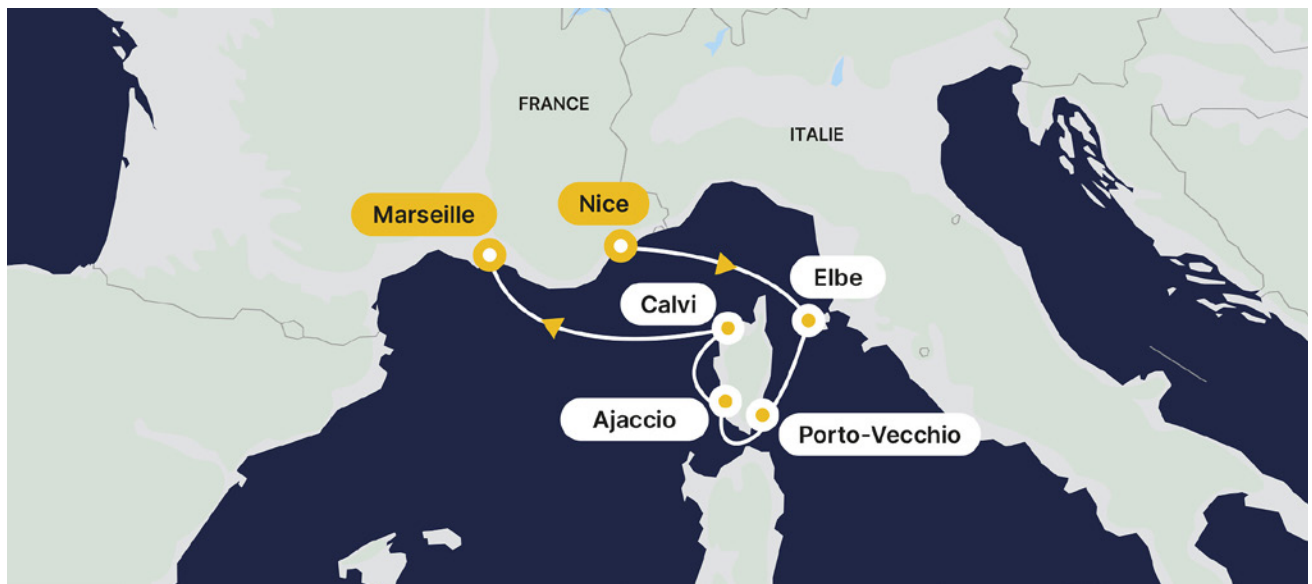 FRANCE
ITALIE
Marseille
Nice
Elbe
Calvi
Ajaccio
Porto-Vecchio